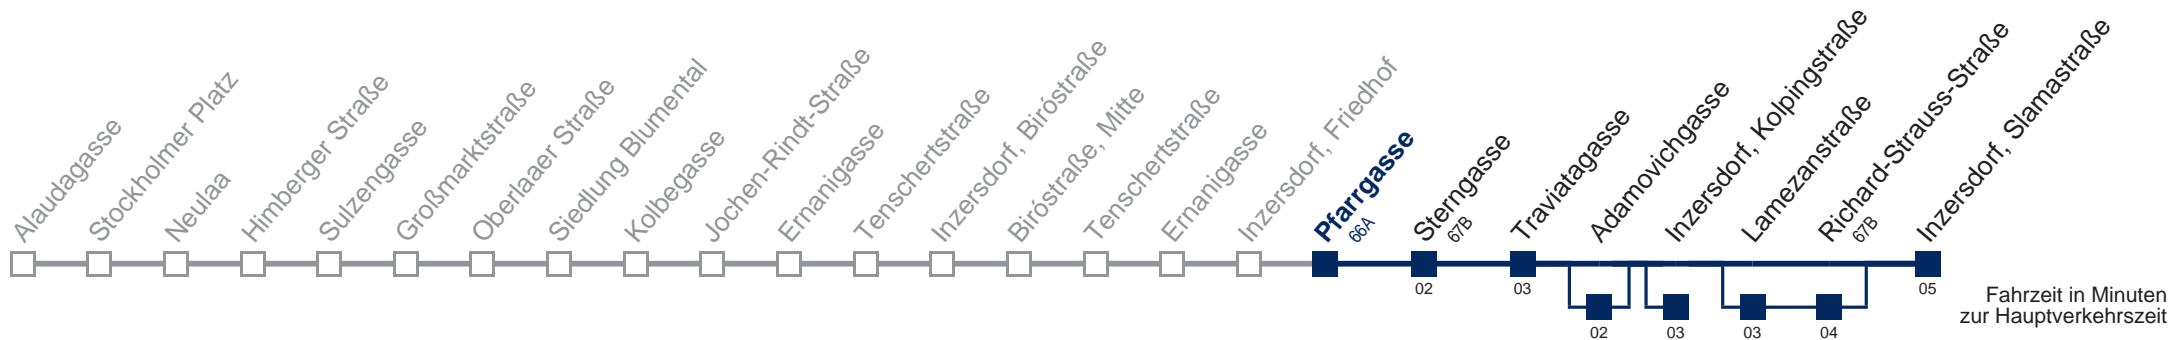 Alaudagasse
Stockholmer Platz
Neulaa
Himberger Straße
Sulzengasse
Großmarktstraße
Oberlaaer Straße
Siedlung Blumental
Kolbegasse
Jochen-Rindt-Straße
Ernanigasse
Tenschertstraße
Inzersdorf, Biróstraße
Biróstraße, Mitte
Tenschertstraße
Ernanigasse
Inzersdorf, Friedhof
Pfarrgasse
66A
Sterngasse
67B
Traviatagasse
Adamovichgasse
Inzersdorf, Kolpingstraße
Lamezanstraße
Richard-Strauss-Straße
67B
Inzersdorf, Slamastraße
02
03
05
02
03
03
04
Fahrzeit in Minuten
zur Hauptverkehrszeit